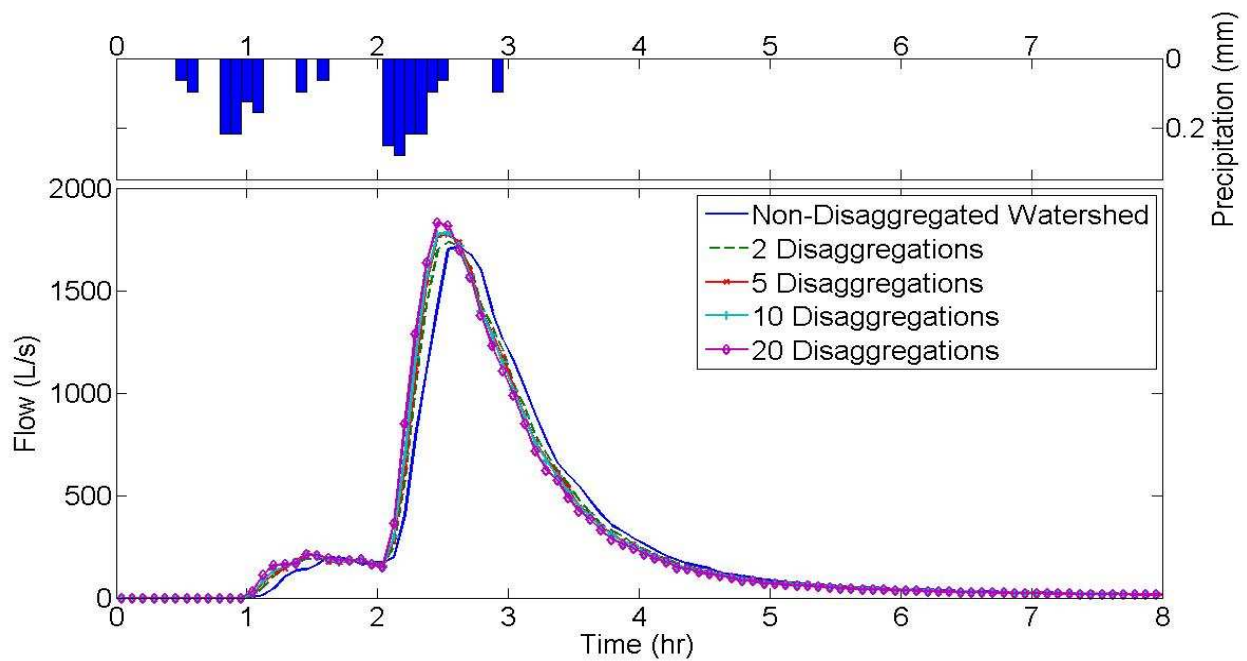 0 1 2 3 4 5 6 7
0
0.2
Precipitation (mm)
2000
1500
1000
500
0
Flow (L/s)
Non-Disaggregated Watershed
2 Disaggregations
5 Disaggregations
10 Disaggregations
20 Disaggregations
0 1 2 3 4 5 6 7 8
Time (hr)